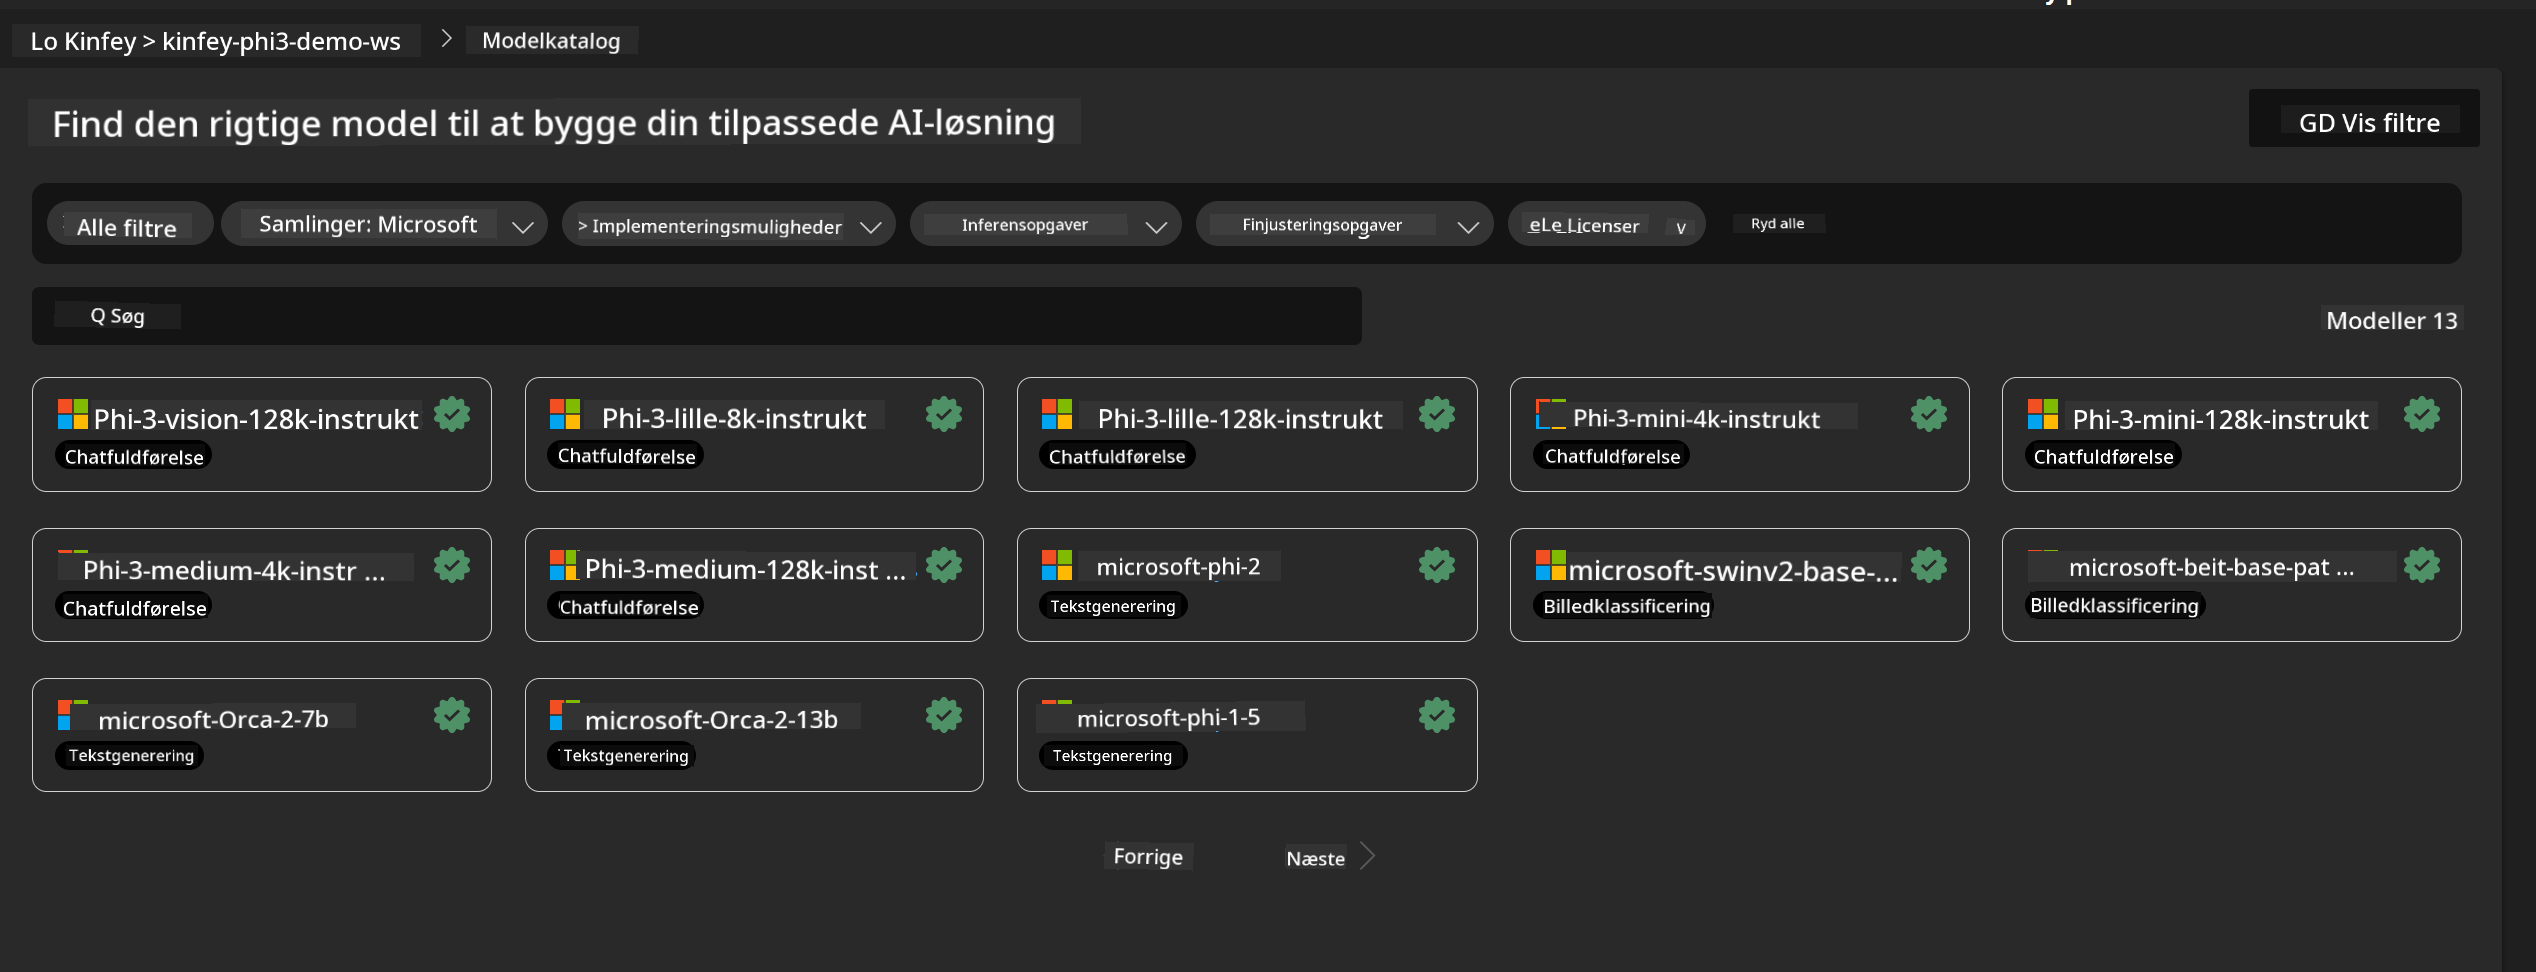 Lo Kinfey > kinfey-phi3-demo-ws > Modelkatalog
Find den rigtige model til at bygge din tilpassede AI-løsning
GD Vis filtre
Alle filtre
Samlinger: Microsoft
> Implementeringsmuligheder
Inferensopgaver
Finjusteringsopgaver
eLe Licenser v
Ryd alle
Q Søg
Modeller 13
Phi-3-vision-128k-instrukt
Chatfuldførelse
Phi-3-lille-8k-instrukt
Chatfuldførelse
Phi-3-lille-128k-instrukt
Chatfuldførelse
Phi-3-mini-4k-instrukt
Chatfuldførelse
Phi-3-mini-128k-instrukt
Chatfuldførelse
Phi-3-medium-4k-instr ...
Chatfuldførelse
Phi-3-medium-128k-inst ...
Chatfuldførelse
microsoft-phi-2
Tekstgenerering
microsoft-swinv2-base-...
Billedklassificering
microsoft-beit-base-pat ...
Billedklassificering
microsoft-Orca-2-7b
Tekstgenerering
microsoft-Orca-2-13b
Tekstgenerering
microsoft-phi-1-5
Tekstgenerering
Forrige
Næste